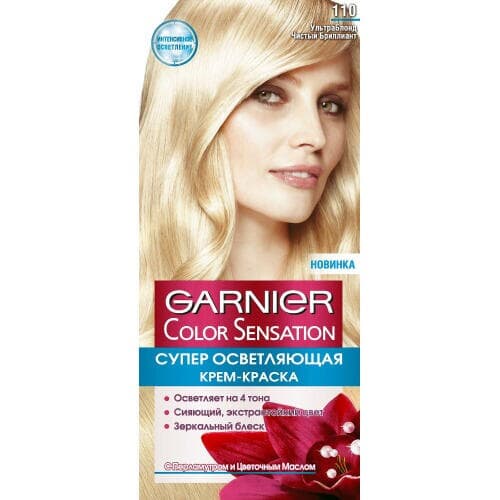 110
УльтраБлонд
Чистый Бриллиант
ИНТЕНСИВНОЕ
ОСВЕТЛЕНИЕ
НОВИНКА
GARNIER
COLOR SENSATION
СУПЕР ОСВЕТЛЯЮЩАЯ
КРЕМ-КРАСКА
• Осветляет на 4 тона
• Сияющий, экстрастойкий цвет
• Зеркальный блеск
С Перламутром и Цветочным Маслом